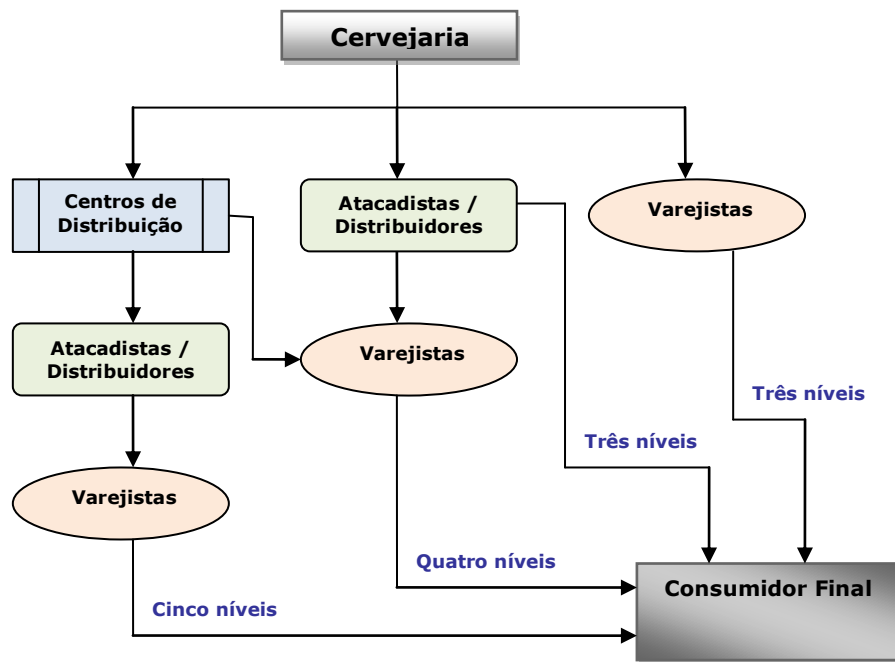 Cervejaria
Centros de
Distribuição
Atacadistas /
Distribuidores
Varejistas
Atacadistas /
Distribuidores
Varejistas
Três níveis
Três níveis
Varejistas
Quatro níveis
Consumidor Final
Cinco níveis